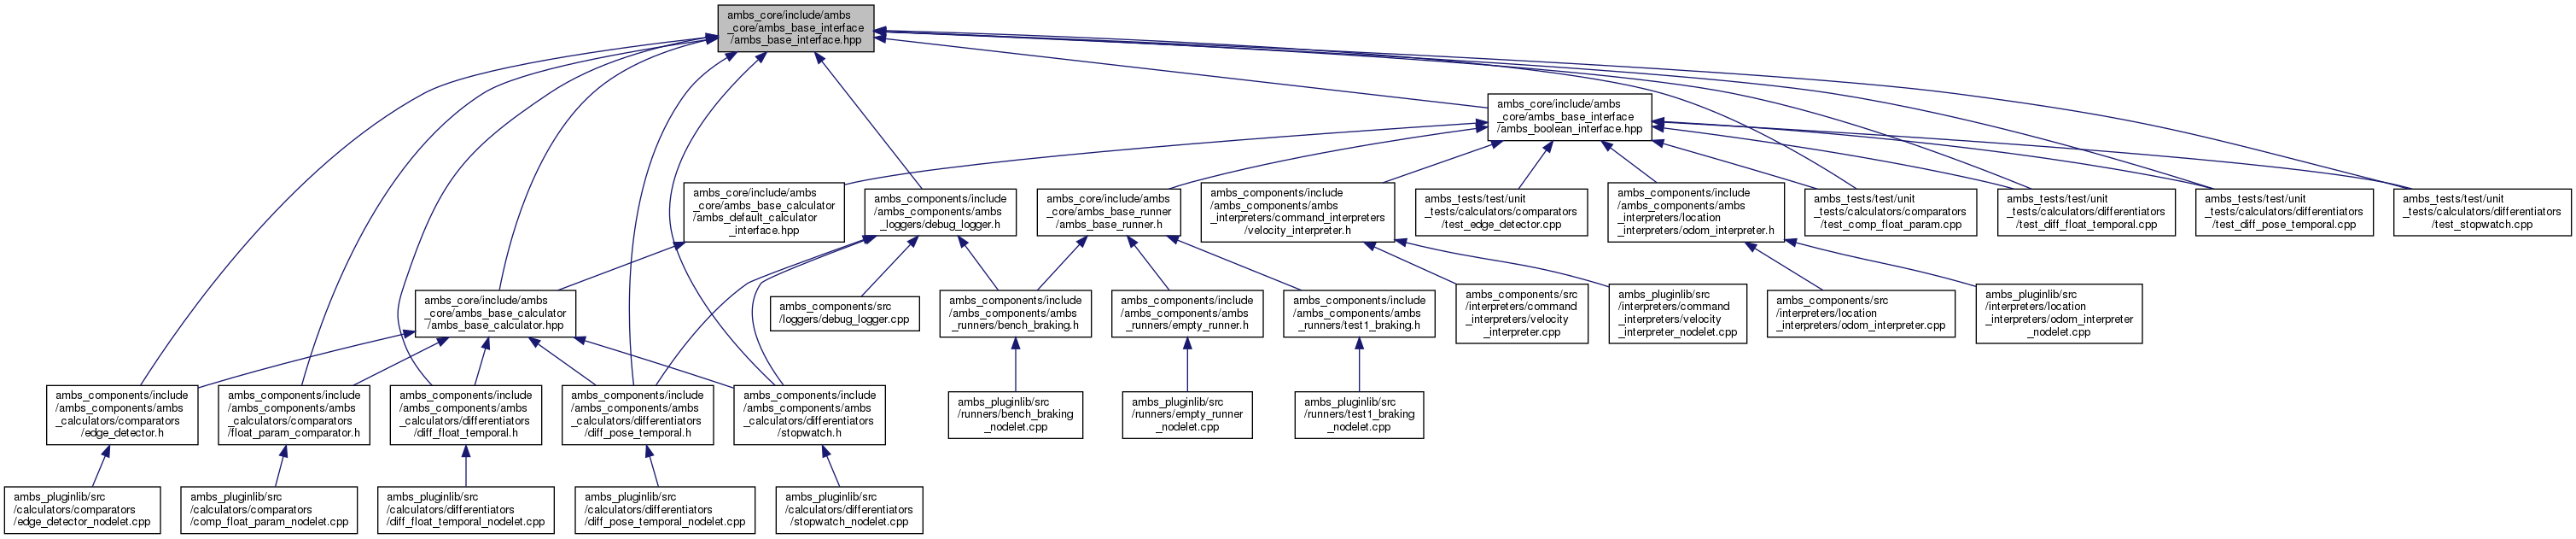 ambs_core/include/ambs
_core/ambs_base_interface
/ambs_base_interface.hpp
ambs_core/include/ambs
_core/ambs_base_interface
/ambs_boolean_interface.hpp
ambs_core/include/ambs
_core/ambs_base_calculator
/ambs_default_calculator
_interface.hpp
ambs_components/include
/ambs_components/ambs
_loggers/debug_logger.h
ambs_core/include/ambs
_core/ambs_base_runner
/ambs_base_runner.h
ambs_components/include
/ambs_components/ambs
_interpreters/command_interpreters
/velocity_interpreter.h
ambs_tests/test/unit
_tests/calculators/comparators
/test_edge_detector.cpp
ambs_components/include
/ambs_components/ambs
_interpreters/location
_interpreters/odom_interpreter.h
ambs_tests/test/unit
_tests/calculators/comparators
/test_comp_float_param.cpp
ambs_tests/test/unit
_tests/calculators/differentiators
/test_diff_float_temporal.cpp
ambs_tests/test/unit
_tests/calculators/differentiators
/test_diff_pose_temporal.cpp
ambs_tests/test/unit
_tests/calculators/differentiators
/test_stopwatch.cpp
ambs_core/include/ambs
_core/ambs_base_calculator
/ambs_base_calculator.hpp
ambs_components/src
/loggers/debug_logger.cpp
ambs_components/include
/ambs_components/ambs
_runners/bench_braking.h
ambs_components/include
/ambs_components/ambs
_runners/empty_runner.h
ambs_components/include
/ambs_components/ambs
_runners/test1_braking.h
ambs_components/src
/interpreters/command
_interpreters/velocity
_interpreter.cpp
ambs_pluginlib/src
/interpreters/command
_interpreters/velocity
_interpreter_nodelet.cpp
ambs_components/src
/interpreters/location
_interpreters/odom_interpreter.cpp
ambs_pluginlib/src
/interpreters/location
_interpreters/odom_interpreter
_nodelet.cpp
ambs_components/include
/ambs_components/ambs
_calculators/comparators
/edge_detector.h
ambs_components/include
/ambs_components/ambs
_calculators/comparators
/float_param_comparator.h
ambs_components/include
/ambs_components/ambs
_calculators/differentiators
/diff_float_temporal.h
ambs_components/include
/ambs_components/ambs
_calculators/differentiators
/diff_pose_temporal.h
ambs_components/include
/ambs_components/ambs
_calculators/differentiators
/stopwatch.h
ambs_pluginlib/src
/runners/bench_braking
_nodelet.cpp
ambs_pluginlib/src
/runners/empty_runner
_nodelet.cpp
ambs_pluginlib/src
/runners/test1_braking
_nodelet.cpp
ambs_pluginlib/src
/calculators/comparators
/edge_detector_nodelet.cpp
ambs_pluginlib/src
/calculators/comparators
/comp_float_param_nodelet.cpp
ambs_pluginlib/src
/calculators/differentiators
/diff_float_temporal_nodelet.cpp
ambs_pluginlib/src
/calculators/differentiators
/diff_pose_temporal_nodelet.cpp
ambs_pluginlib/src
/calculators/differentiators
/stopwatch_nodelet.cpp